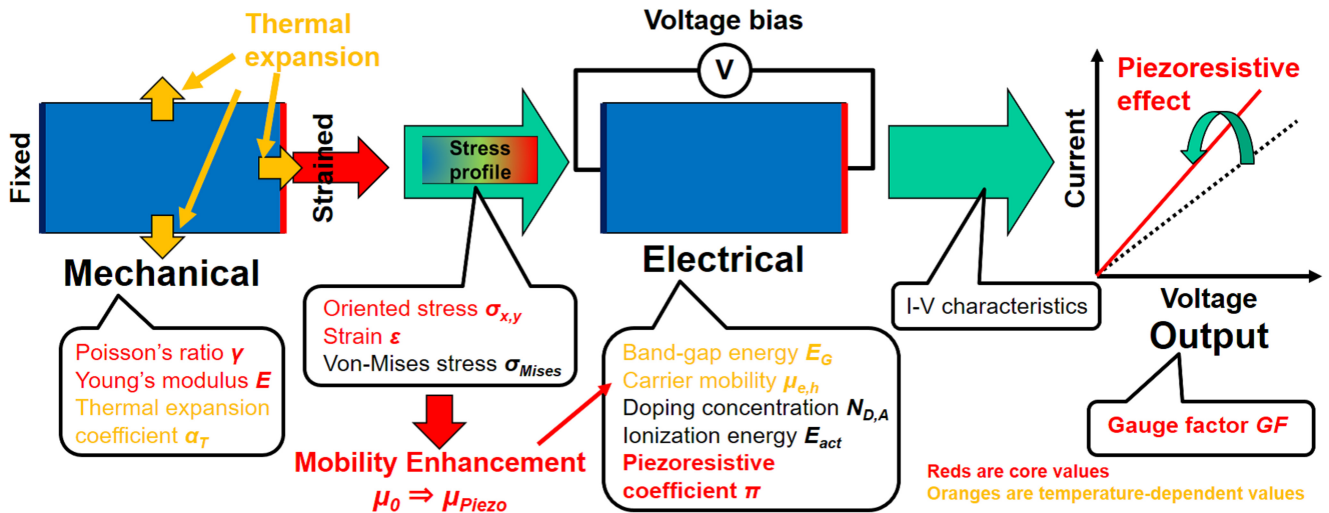 Thermal
expansion
Fixed
Strained
Mechanical
Poisson's ratio γ
Young's modulus E
Thermal expansion
coefficient α_T
Stress
profile
Oriented stress σ_x,y
Strain ε
Von-Mises stress σ_Mises
Mobility Enhancement
μ_0 ⇒ μ_Piezo
Voltage bias
V
Electrical
Band-gap energy E_G
Carrier mobility μ_e,h
Doping concentration N_D,A
Ionization energy E_act
Piezoresistive
coefficient π
I-V characteristics
Piezoresistive
effect
Current
Voltage
Output
Gauge factor GF
Reds are core values
Oranges are temperature-dependent values